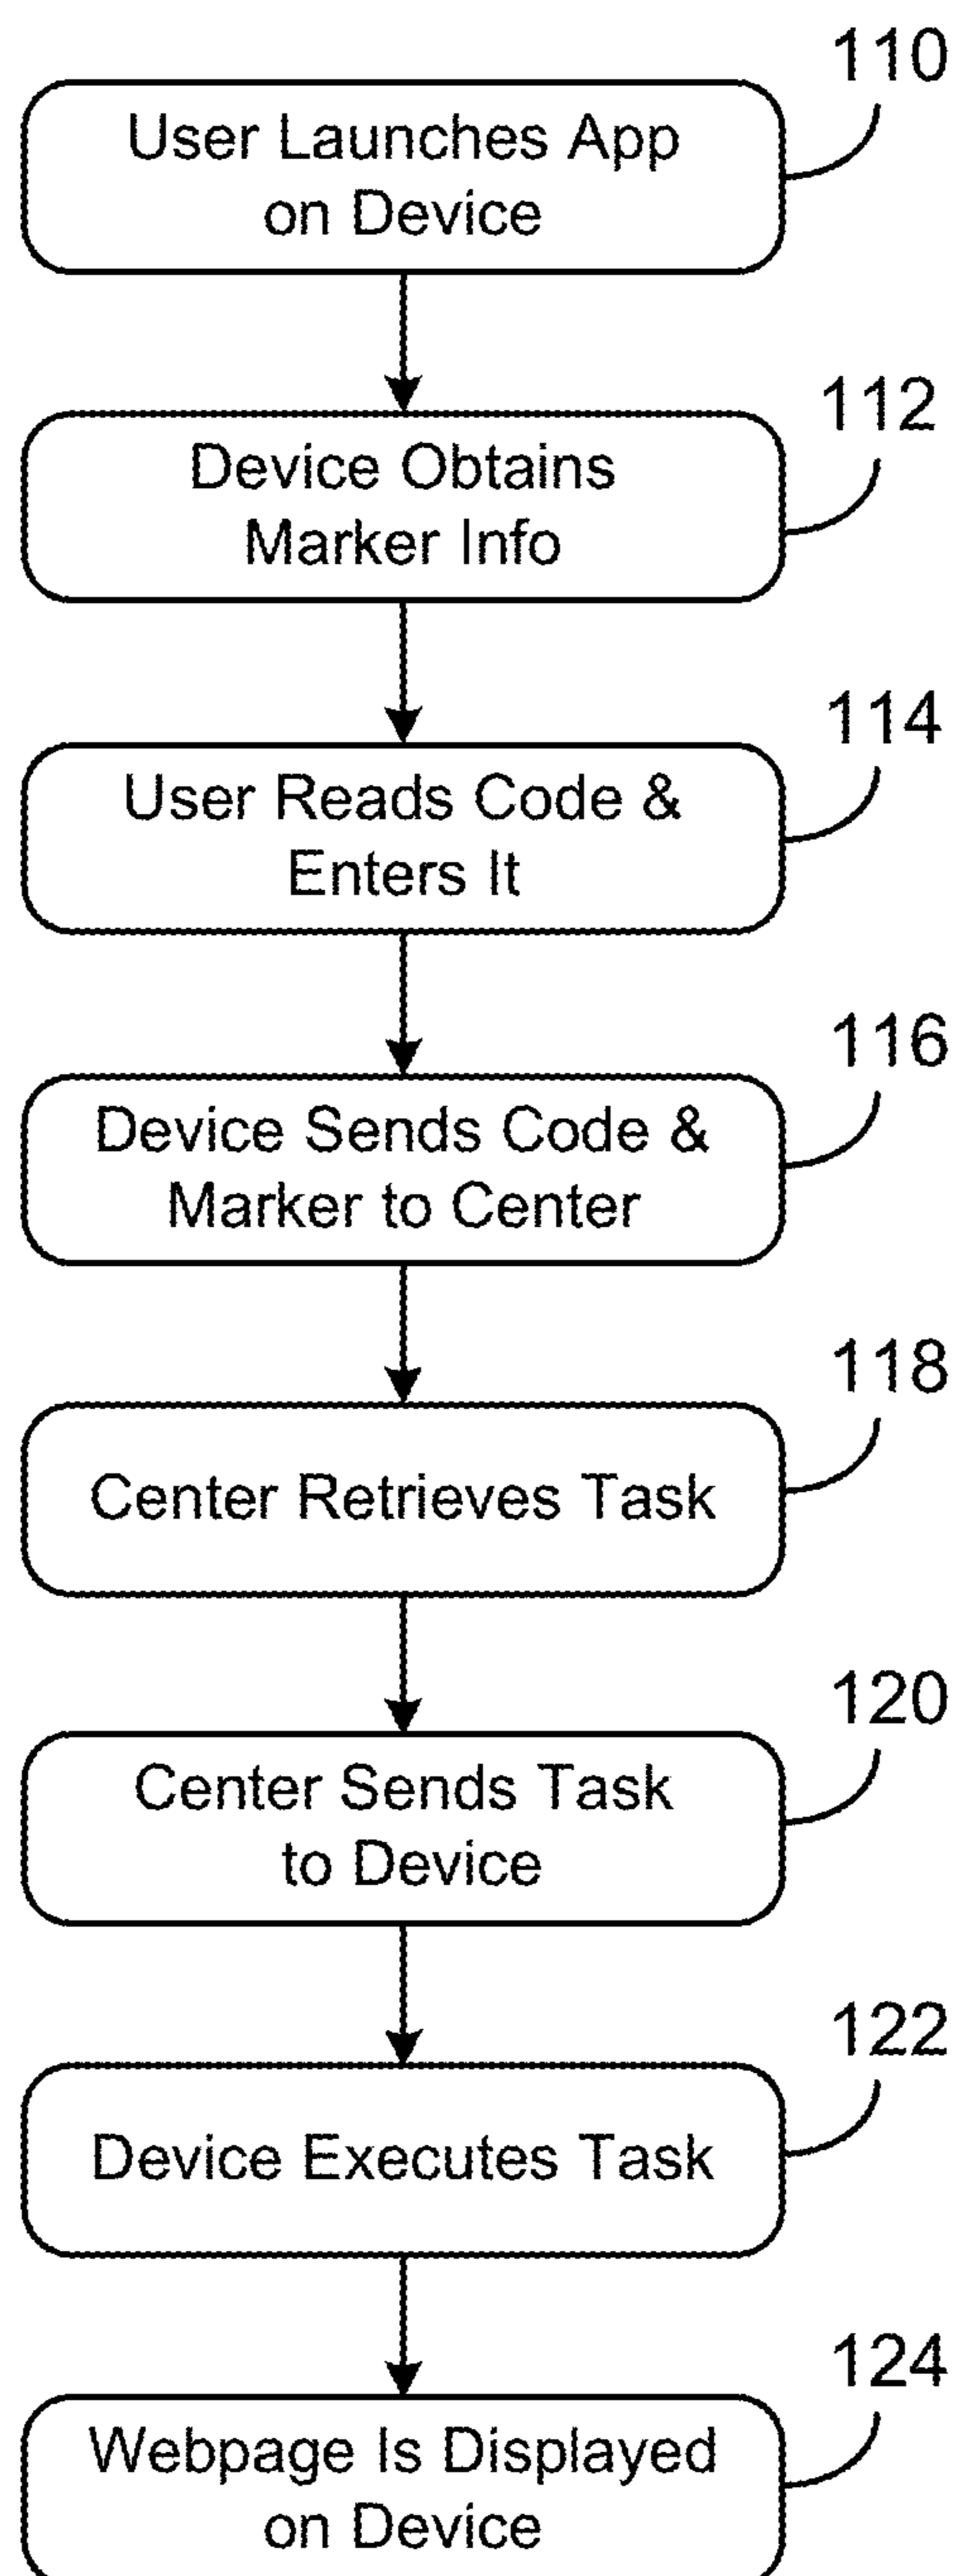 110
User Launches App
on Device
112
Device Obtains
Marker Info
114
User Reads Code &
Enters It
116
Device Sends Code &
Marker to Center
118
Center Retrieves Task
120
Center Sends Task
to Device
122
Device Executes Task
124
Webpage Is Displayed
on Device